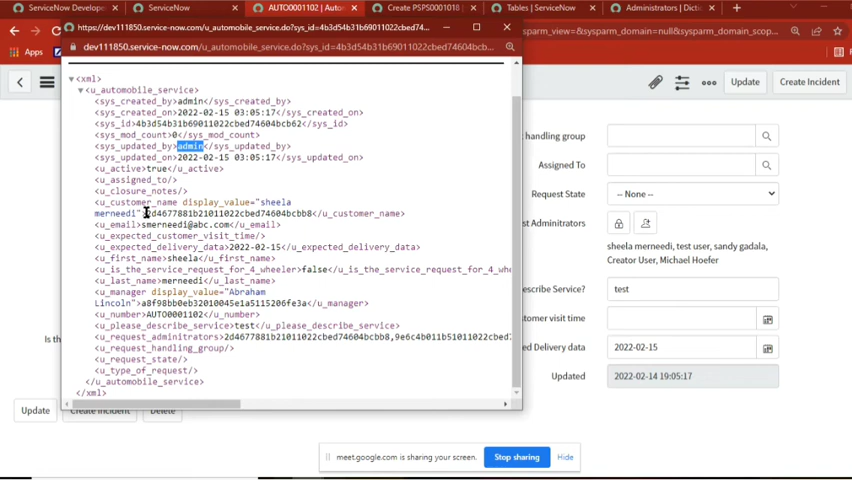 ServiceNow Develop
ServiceNow
AUTO0001102 | Auto
Create PSPS0001018 |
Tables | ServiceNow
Administrators | Dict
https://dev111850.service-now.com/u_automobile_service.do?sys_id=4b3d54b31b69011022cbed74...
dev111850.service-now.com/u_automobile_service.do?sys_id=4b3d54b31b69011022cbed74604bcb...
sysparm_view=&sysparm_domain=null&sysparm_domain_scop
Apps
Update
Create Incident
<xml>
<u_automobile_service>
<sys_created_by>admin</sys_created_by>
<sys_created_on>2022-02-15 03:05:17</sys_created_on>
<sys_id>4b3d54b31b69011022cbed74604bcb62</sys_id>
<sys_mod_count>0</sys_mod_count>
<sys_updated_by>admin</sys_updated_by>
<sys_updated_on>2022-02-15 03:05:17</sys_updated_on>
<u_active>true</u_active>
<u_assigned_to/>
<u_closure_notes/>
<u_customer_name display_value="sheela
merneedi">2d4677881b21011022cbed74604bcbb8</u_customer_name>
<u_email>smerneedi@abc.com</u_email>
<u_expected_customer_visit_time/>
<u_expected_delivery_data>2022-02-15</u_expected_delivery_data>
<u_first_name>sheela</u_first_name>
<u_is_the_service_request_for_4_wheeler>false</u_is_the_service_request_for_4_wh
<u_last_name>merneedi</u_last_name>
<u_manager display_value="Abraham
Lincoln">a8f98bb0eb32010045e1a5115206fe3a</u_manager>
<u_number>AUTO0001102</u_number>
<u_please_describe_service>test</u_please_describe_service>
<u_request_adminitrators>2d4677881b21011022cbed74604bcbb8,9e6c4b011b51011022cbed7
<u_request_handling_group/>
<u_request_state/>
<u_type_of_request/>
</u_automobile_service>
</xml>
handling group
Assigned To
Request State
-- None --
st Administrators
sheela merneedi, test user, sandy gadala,
Creator User, Michael Hoefer
escribe Service?
test
stomer visit time
ed Delivery data
2022-02-15
Updated
2022-02-14 19:05:17
Is th
Update
Create Incident
Delete
meet.google.com is sharing your screen.
Stop sharing
Hide